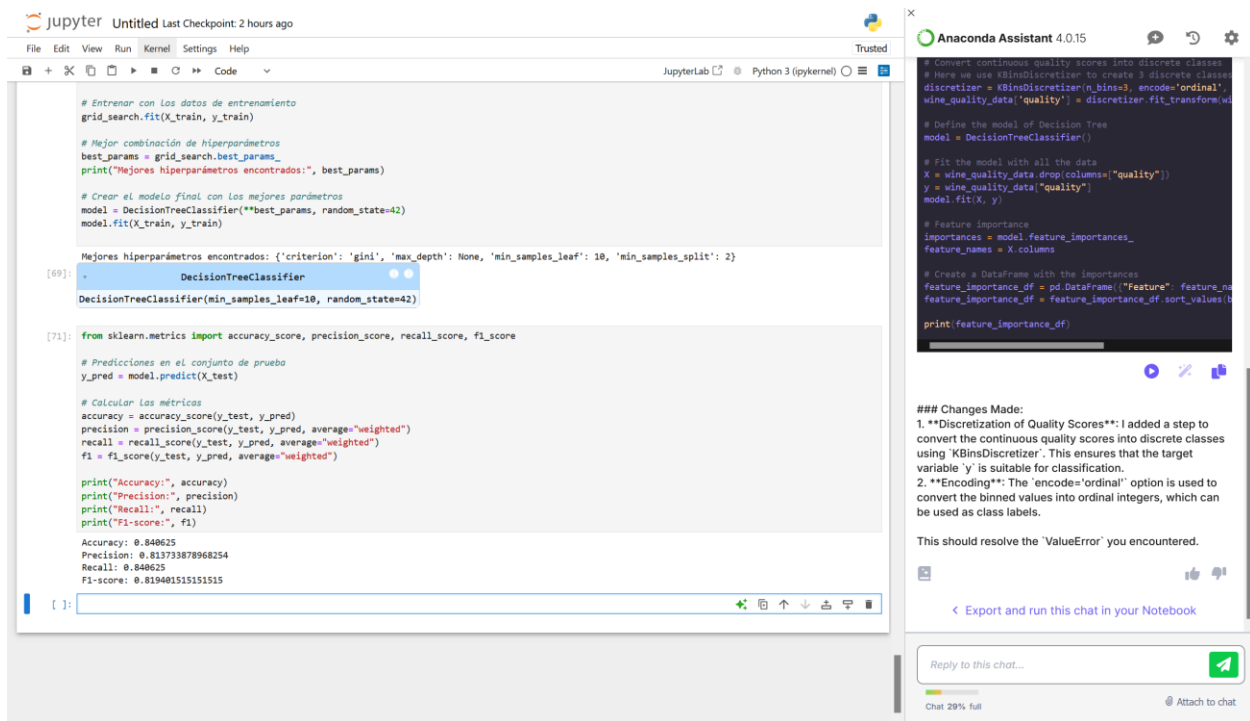 jupyter Untitled Last Checkpoint: 2 hours ago
File Edit View Run Kernel Settings Help
Trusted
Code
JupyterLab
Python 3 (ipykernel)
# Entrenar con los datos de entrenamiento
grid_search.fit(X_train, y_train)
# Mejor combinación de hiperparámetros
best_params = grid_search.best_params_
print("Mejores hiperparámetros encontrados:", best_params)
# Crear el modelo final con los mejores parámetros
model = DecisionTreeClassifier(**best_params, random_state=42)
model.fit(X_train, y_train)
Mejores hiperparámetros encontrados: {'criterion': 'gini', 'max_depth': None, 'min_samples_leaf': 10, 'min_samples_split': 2}
[69]:
DecisionTreeClassifier
DecisionTreeClassifier(min_samples_leaf=10, random_state=42)
[71]: from sklearn.metrics import accuracy_score, precision_score, recall_score, f1_score
# Predicciones en el conjunto de prueba
y_pred = model.predict(X_test)
# Calcular las métricas
accuracy = accuracy_score(y_test, y_pred)
precision = precision_score(y_test, y_pred, average="weighted")
recall = recall_score(y_test, y_pred, average="weighted")
f1 = f1_score(y_test, y_pred, average="weighted")
print("Accuracy:", accuracy)
print("Precision:", precision)
print("Recall:", recall)
print("F1-score:", f1)
Accuracy: 0.840625
Precision: 0.813733878968254
Recall: 0.840625
F1-score: 0.819401515151515
[ ]:
Anaconda Assistant 4.0.15
# Convert continuous quality scores into discrete classes
# Here we use KBinsDiscretizer to create 3 discrete classes
discretizer = KBinsDiscretizer(n_bins=3, encode='ordinal',
wine_quality_data['quality'] = discretizer.fit_transform(wi
# Define the model of Decision Tree
model = DecisionTreeClassifier()
# Fit the model with all the data
X = wine_quality_data.drop(columns=["quality"])
y = wine_quality_data["quality"]
model.fit(X, y)
# Feature importance
importances = model.feature_importances_
feature_names = X.columns
# Create a DataFrame with the importances
feature_importance_df = pd.DataFrame({"Feature": feature_na
feature_importance_df = feature_importance_df.sort_values(b
print(feature_importance_df)
### Changes Made:
1. **Discretization of Quality Scores**: I added a step to
convert the continuous quality scores into discrete classes
using `KBinsDiscretizer`. This ensures that the target
variable `y` is suitable for classification.
2. **Encoding**: The `encode='ordinal'` option is used to
convert the binned values into ordinal integers, which can
be used as class labels.
This should resolve the `ValueError` you encountered.
< Export and run this chat in your Notebook
Reply to this chat...
Chat 29% full
Attach to chat